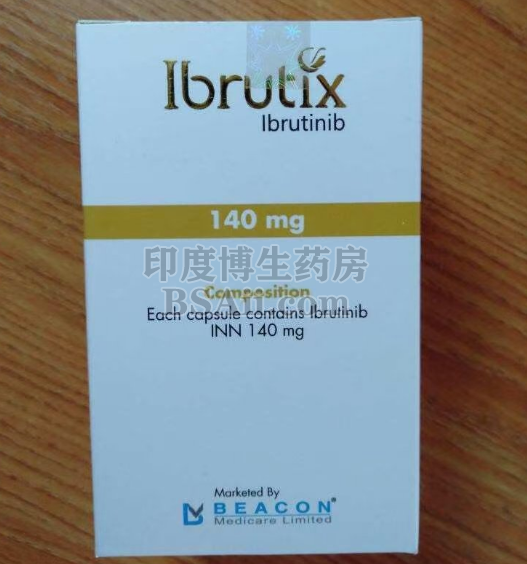 Ibrutix
Ibrutinib
140 mg
印度博生药房
Composition
BSAU.com
Each capsule contains Ibrutinib
INN 140 mg
Marketed By
BEACON®
Medicare Limited